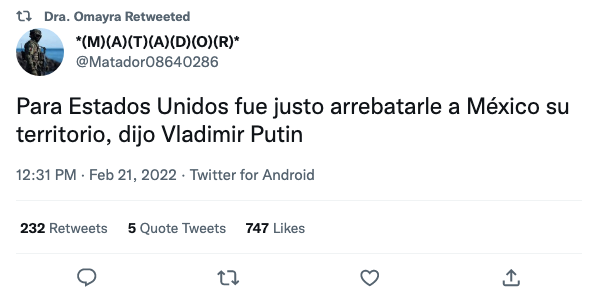 Dra. Omayra Retweeted
*(M)(A)(T)(A)(D)(O)(R)*
@Matador08640286
Para Estados Unidos fue justo arrebatarle a México su
territorio, dijo Vladimir Putin
12:31 PM · Feb 21, 2022 · Twitter for Android
232 Retweets 5 Quote Tweets 747 Likes